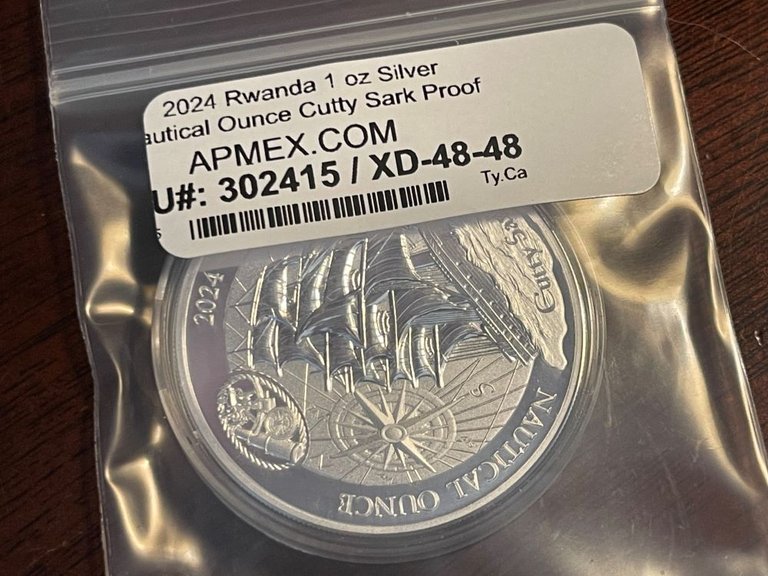 2024 Rwanda 1 oz Silver
autical Ounce Cutty Sark Proof
APMEX.COM
U#: 302415 / XD-48-48
Ty.Ca
2024
Cutty Sa
NAUTICAL OUNCE
S